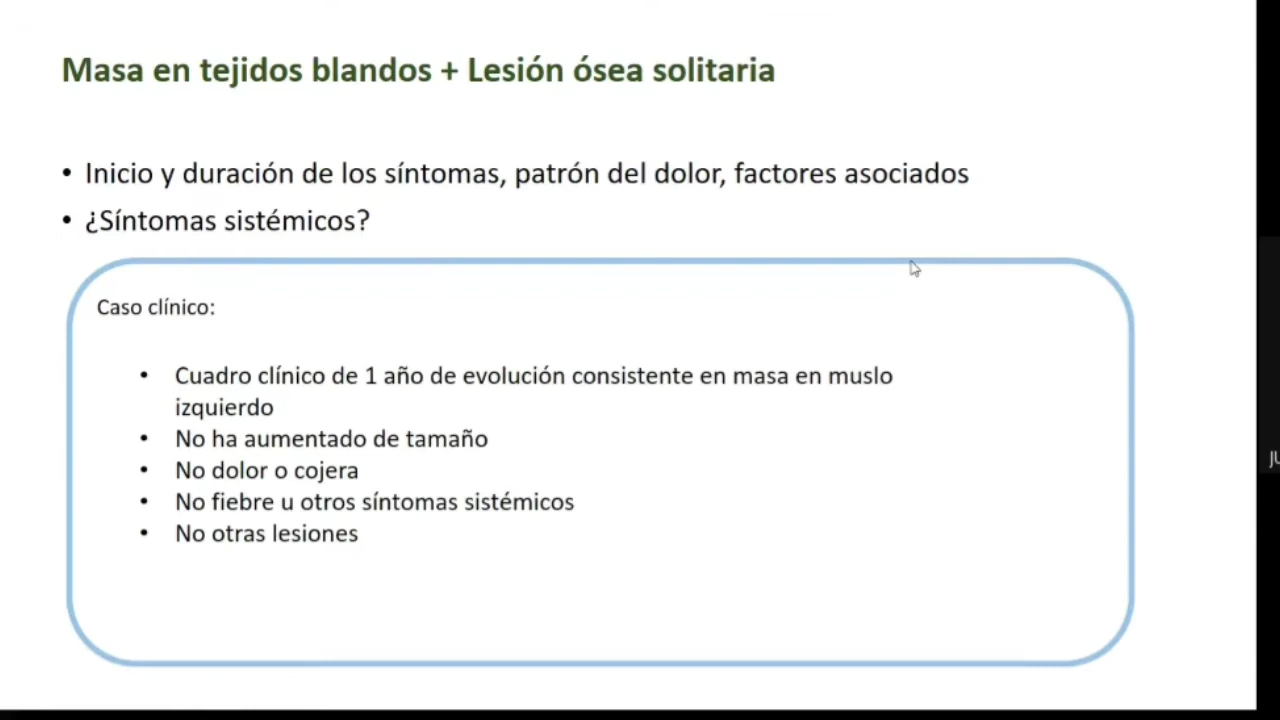 Masa en tejidos blandos + Lesión ósea solitaria
• Inicio y duración de los síntomas, patrón del dolor, factores asociados
• ¿Síntomas sistémicos?
Caso clínico:
• Cuadro clínico de 1 año de evolución consistente en masa en muslo
izquierdo
• No ha aumentado de tamaño
• No dolor o cojera
• No fiebre u otros síntomas sistémicos
• No otras lesiones